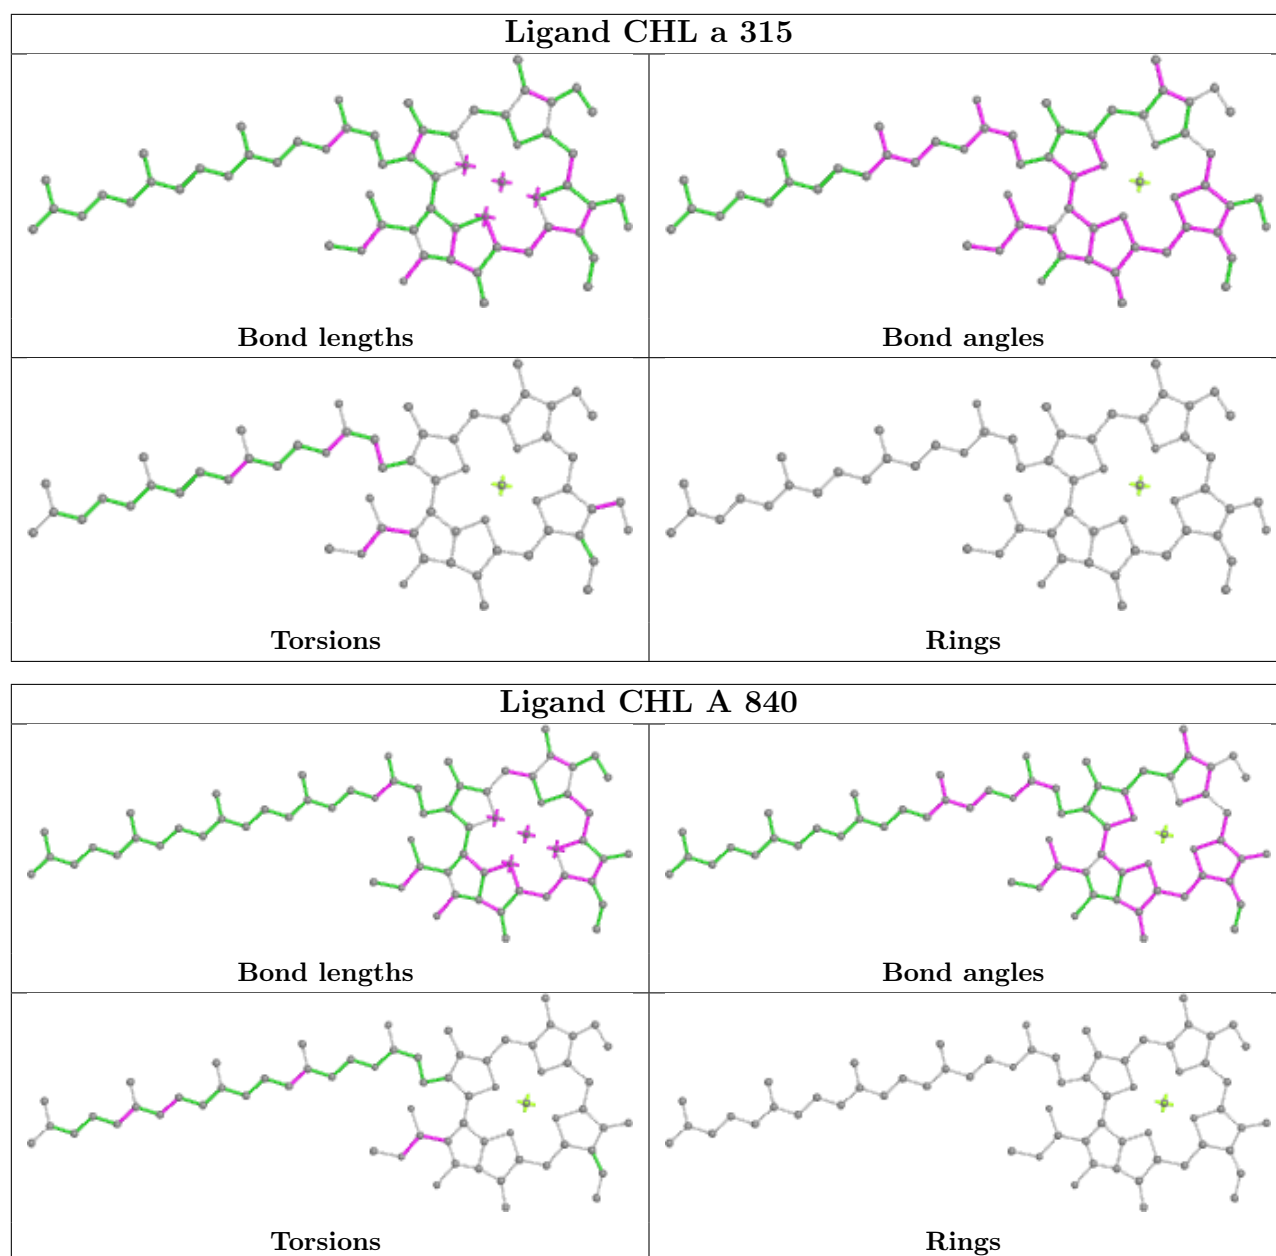 Ligand CHL a 315
Bond lengths
Bond angles
Torsions
Rings
Ligand CHL A 840
Bond lengths
Bond angles
Torsions
Rings